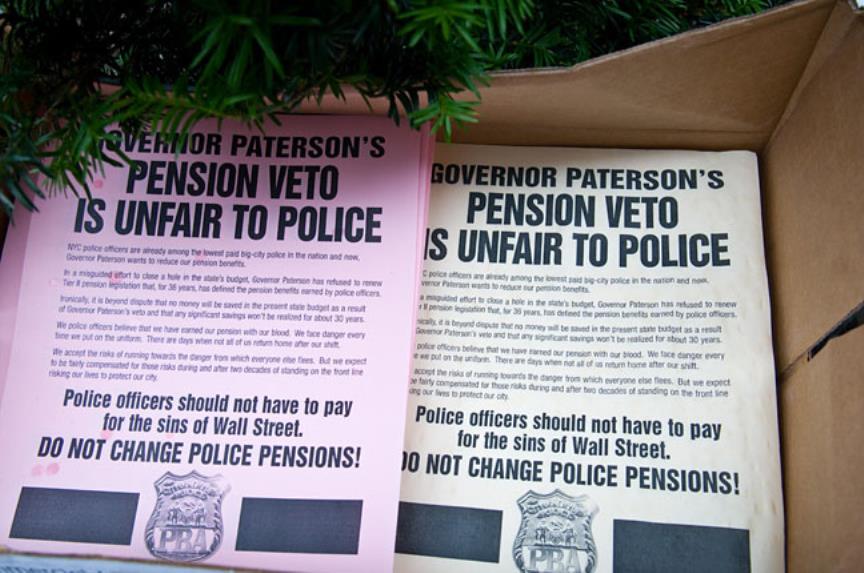 GOVERNOR PATERSON'S
PENSION VETO
IS UNFAIR TO POLICE
NYC police officers are already among the lowest paid big-city police in the nation and now,
Governor Paterson wants to reduce our pension benefits.
In a misguided effort to close a hole in the state's budget, Governor Paterson has refused to renew
Tier II pension legislation that, for 36 years, has defined the pension benefits earned by police officers.
Ironically, it is beyond dispute that no money will be saved in the present state budget as a result
of Governor Paterson's veto and that any significant savings won't be realized for about 30 years.
We police officers believe that we have earned our pension with our blood. We face danger every
time we put on the uniform. There are days when not all of us return home after our shift.
We accept the risks of running towards the danger from which everyone else flees. But we expect
to be fairly compensated for those risks during and after two decades of standing on the front line
risking our lives to protect our city.
Police officers should not have to pay
for the sins of Wall Street.
DO NOT CHANGE POLICE PENSIONS!
PBA
GOVERNOR PATERSON'S
PENSION VETO
IS UNFAIR TO POLICE
C police officers are already among the lowest paid big-city police in the nation and now,
vernor Paterson wants to reduce our pension benefits.
a misguided effort to close a hole in the state's budget, Governor Paterson has refused to renew
r II pension legislation that, for 36 years, has defined the pension benefits earned by police officers.
nically, it is beyond dispute that no money will be saved in the present state budget as a result
Governor Paterson's veto and that any significant savings won't be realized for about 30 years.
police officers believe that we have earned our pension with our blood. We face danger every
e we put on the uniform. There are days when not all of us return home after our shift.
accept the risks of running towards the danger from which everyone else flees. But we expect
be fairly compensated for those risks during and after two decades of standing on the front line
ing our lives to protect our city.
Police officers should not have to pay
for the sins of Wall Street.
DO NOT CHANGE POLICE PENSIONS!
PBA